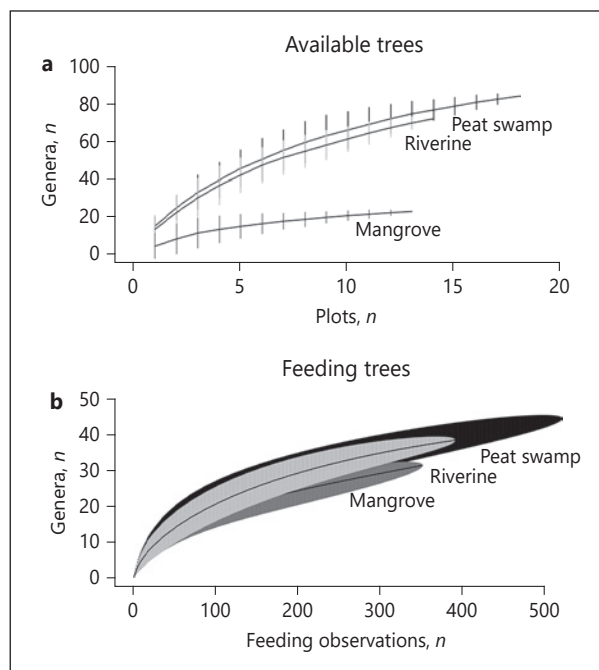 Available trees
a
100
80
60
40
20
0
Genera, n
Peat swamp
Riverine
Mangrove
0 5 10 15 20
Plots, n
Feeding trees
b
50
40
30
20
10
0
Genera, n
Peat swamp
Riverine
Mangrove
0 100 200 300 400 500
Feeding observations, n